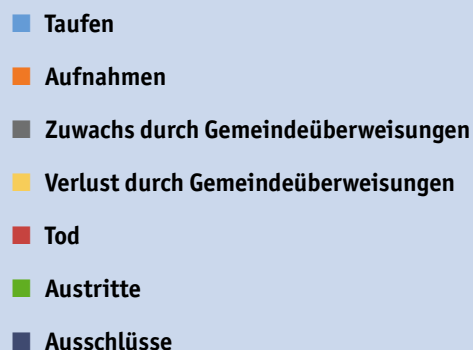 Taufen
Aufnahmen
Zuwachs durch Gemeindeüberweisungen
Verlust durch Gemeindeüberweisungen
Tod
Austritte
Ausschlüsse